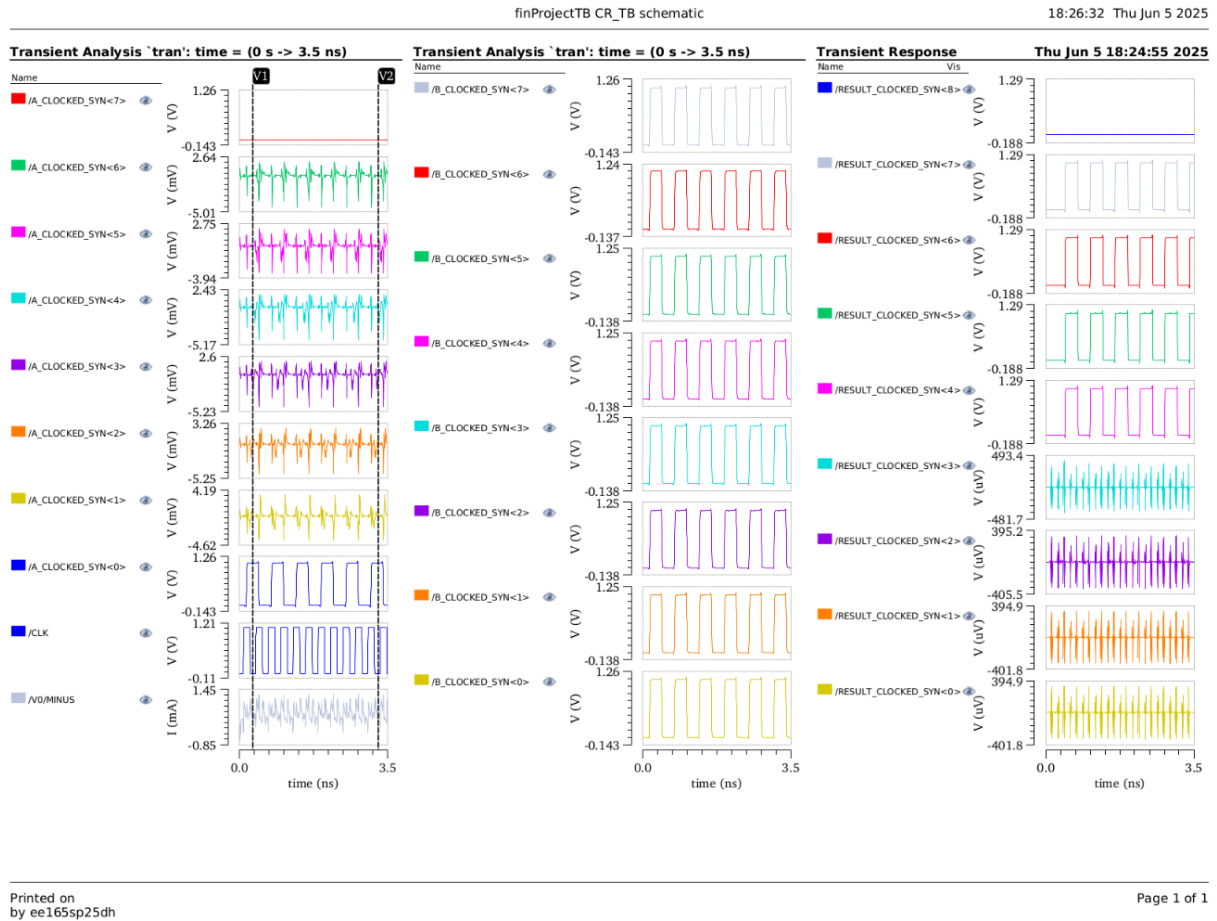 finProjectTB CR_TB schematic
18:26:32 Thu Jun 5 2025
Transient Analysis `tran': time = (0 s -> 3.5 ns)
Name
V1
V2
/A_CLOCKED_SYN<7>
1.26
V (V)
-0.143
/A_CLOCKED_SYN<6>
2.64
V (mV)
-5.01
/A_CLOCKED_SYN<5>
2.75
V (mV)
-3.94
/A_CLOCKED_SYN<4>
2.43
V (mV)
-5.17
/A_CLOCKED_SYN<3>
2.6
V (mV)
-5.23
/A_CLOCKED_SYN<2>
3.26
V (mV)
-5.25
/A_CLOCKED_SYN<1>
4.19
V (mV)
-4.62
/A_CLOCKED_SYN<0>
1.26
V (V)
-0.143
/CLK
1.21
V (V)
-0.11
/V0/MINUS
1.45
I (mA)
-0.85
0.0
3.5
time (ns)
Transient Analysis `tran': time = (0 s -> 3.5 ns)
Name
/B_CLOCKED_SYN<7>
1.26
V (V)
-0.143
/B_CLOCKED_SYN<6>
1.24
V (V)
-0.137
/B_CLOCKED_SYN<5>
1.25
V (V)
-0.138
/B_CLOCKED_SYN<4>
1.25
V (V)
-0.138
/B_CLOCKED_SYN<3>
1.25
V (V)
-0.138
/B_CLOCKED_SYN<2>
1.25
V (V)
-0.138
/B_CLOCKED_SYN<1>
1.25
V (V)
-0.138
/B_CLOCKED_SYN<0>
1.26
V (V)
-0.143
0.0
3.5
time (ns)
Transient Response
Thu Jun 5 18:24:55 2025
Name Vis
/RESULT_CLOCKED_SYN<8>
1.29
V (V)
-0.188
/RESULT_CLOCKED_SYN<7>
1.29
V (V)
-0.188
/RESULT_CLOCKED_SYN<6>
1.29
V (V)
-0.188
/RESULT_CLOCKED_SYN<5>
1.29
V (V)
-0.188
/RESULT_CLOCKED_SYN<4>
1.29
V (V)
-0.188
/RESULT_CLOCKED_SYN<3>
493.4
V (uV)
-481.7
/RESULT_CLOCKED_SYN<2>
395.2
V (uV)
-405.5
/RESULT_CLOCKED_SYN<1>
394.9
V (uV)
-401.8
/RESULT_CLOCKED_SYN<0>
394.9
V (uV)
-401.8
0.0
3.5
time (ns)
Printed on
by ee165sp25dh
Page 1 of 1